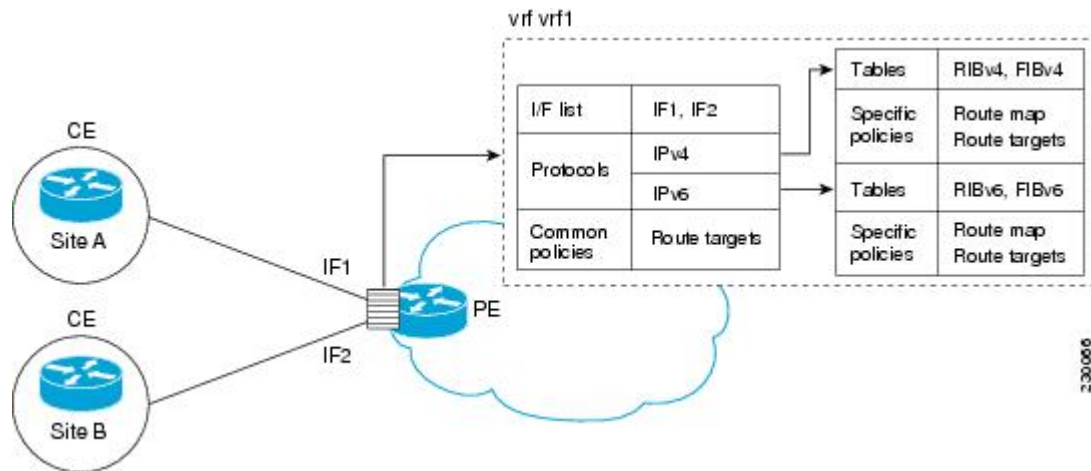 vrf vrf1
I/F list
IF1, IF2
Protocols
IPv4
IPv6
Common
policies
Route targets
Tables
RIBv4, FIBv4
Specific
policies
Route map
Route targets
Tables
RIBv6, FIBv6
Specific
policies
Route map
Route targets
CE
Site A
IF1
CE
Site B
IF2
PE
230066